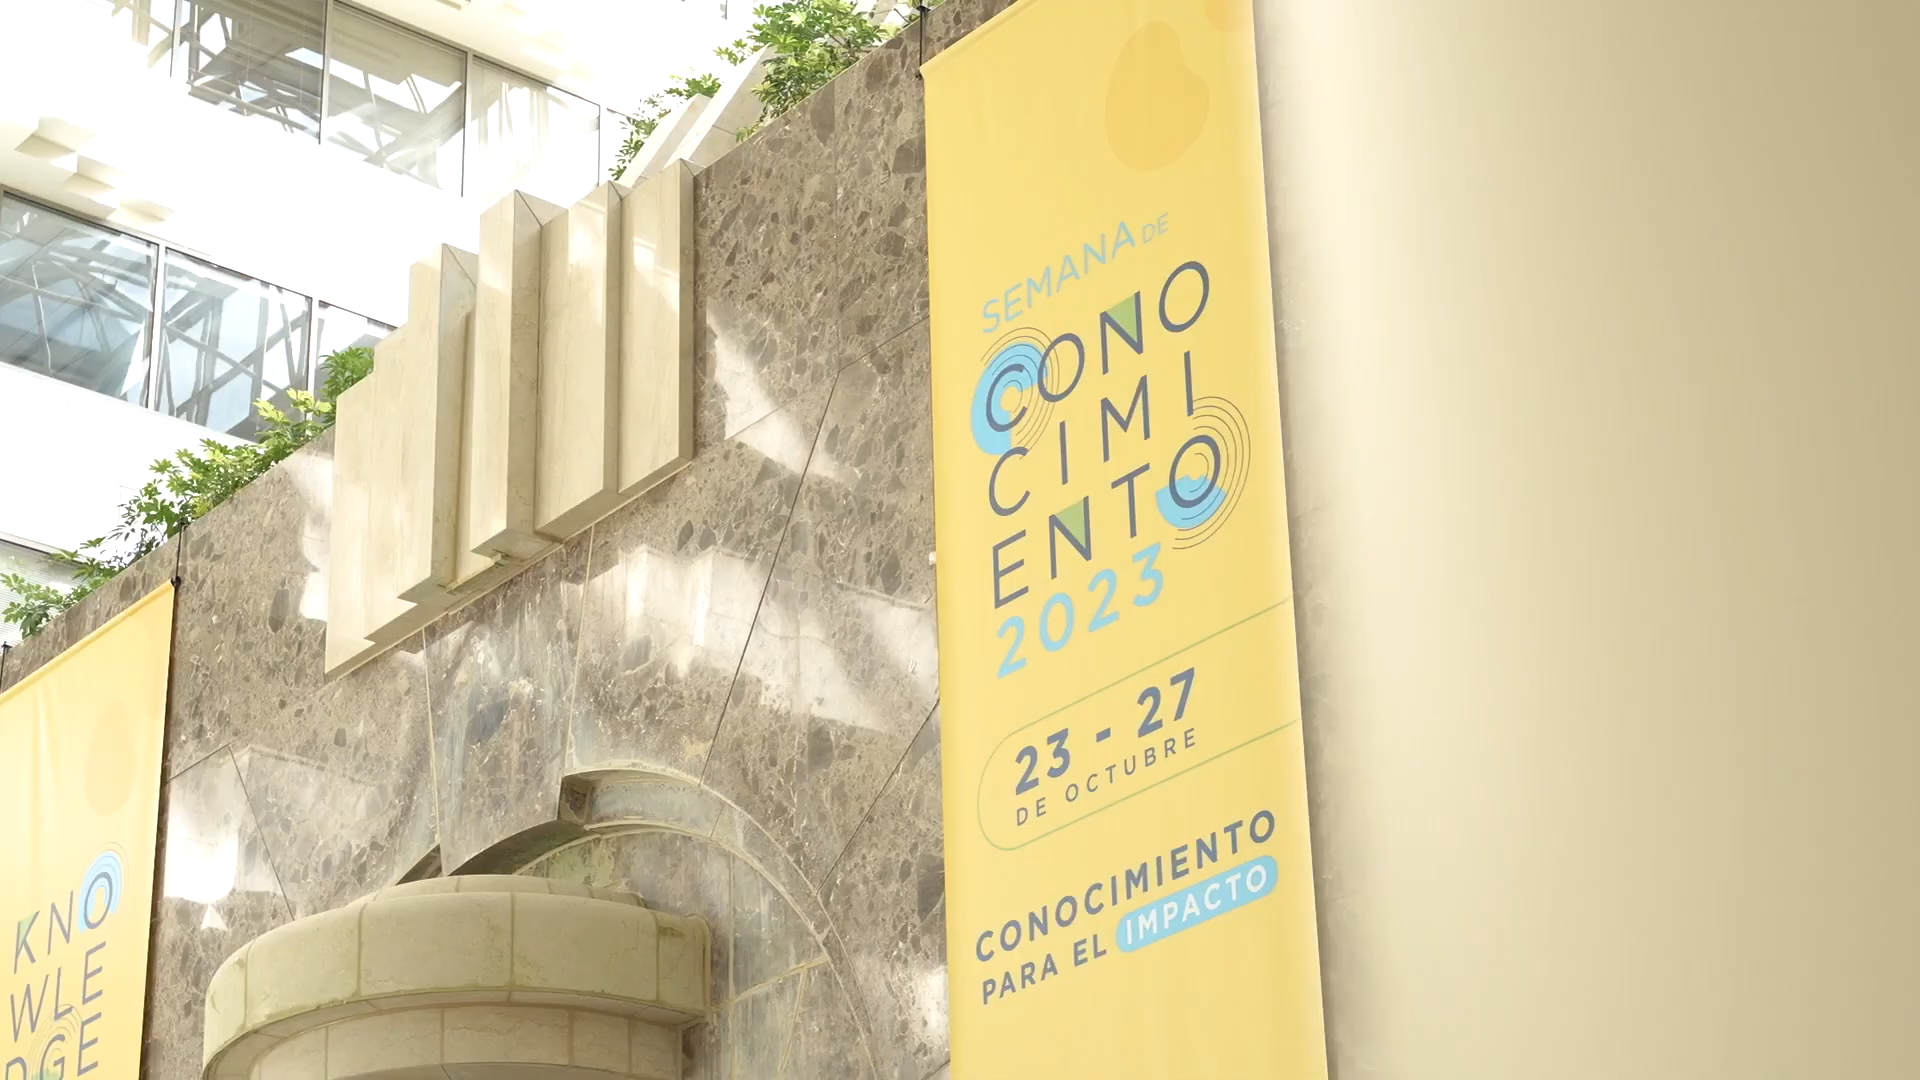 SEMANA DE
CONO
CIMI
ENTO
2023
23 - 27
DE OCTUBRE
CONOCIMIENTO
PARA EL IMPACTO
KNO
WLE
DGE